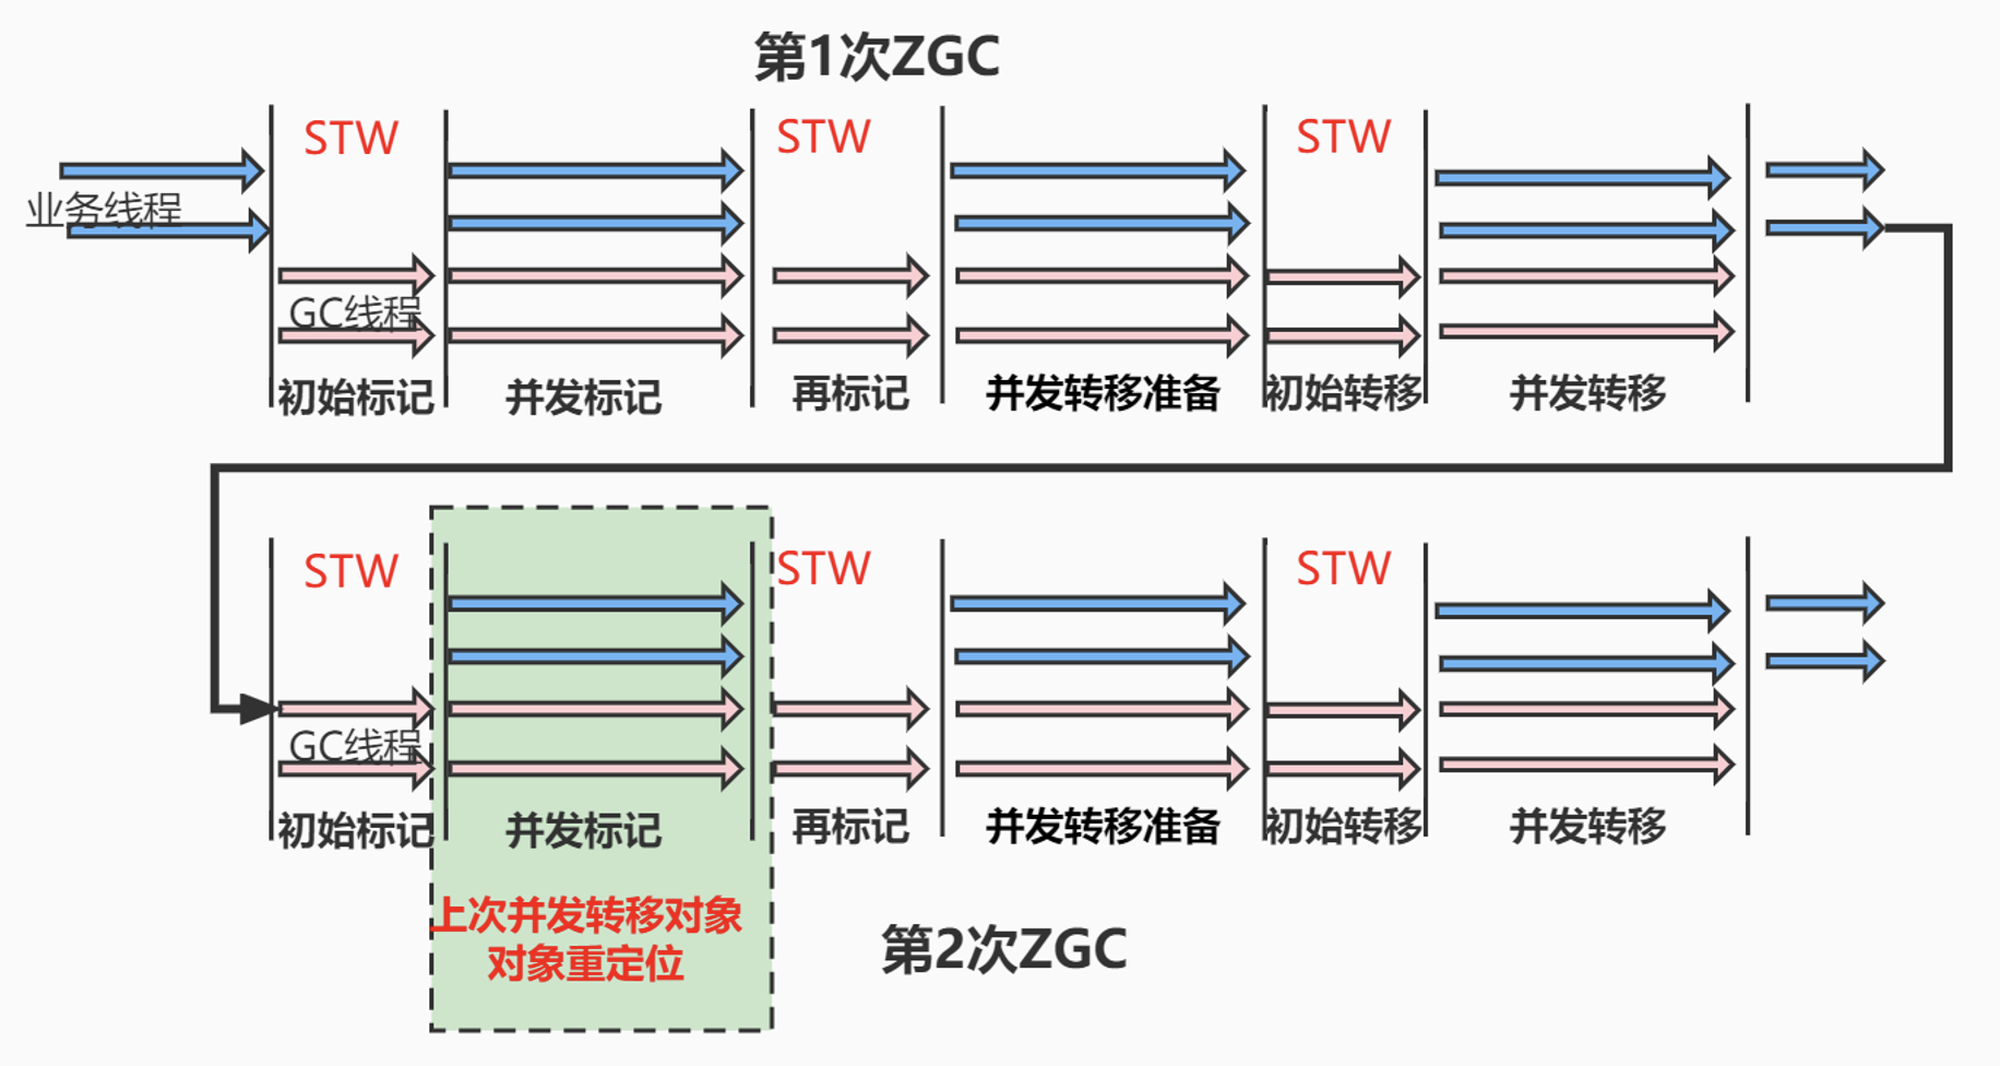 第1次ZGC
STW
STW
STW
业务线程
GC线程
初始标记
并发标记
再标记
并发转移准备
初始转移
并发转移
STW
STW
STW
GC线程
初始标记
并发标记
再标记
并发转移准备
初始转移
并发转移
上次并发转移对象
对象重定位
第2次ZGC